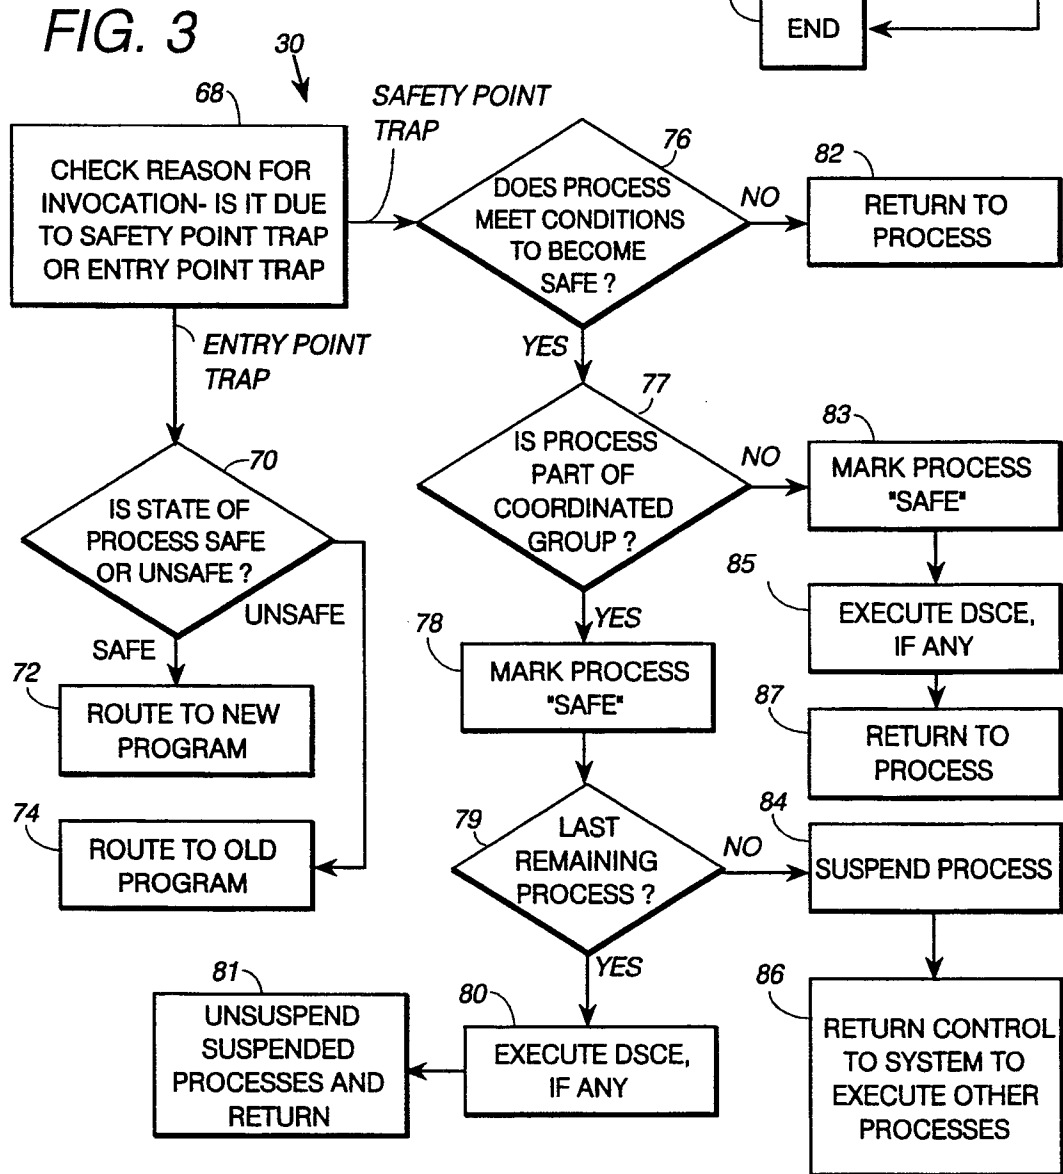 FIG. 3
END
30
68
CHECK REASON FOR
INVOCATION- IS IT DUE
TO SAFETY POINT TRAP
OR ENTRY POINT TRAP
SAFETY POINT
TRAP
76
DOES PROCESS
MEET CONDITIONS
TO BECOME
SAFE ?
NO
82
RETURN TO
PROCESS
YES
ENTRY POINT
TRAP
77
IS PROCESS
PART OF
COORDINATED
GROUP ?
NO
83
MARK PROCESS
"SAFE"
70
IS STATE OF
PROCESS SAFE
OR UNSAFE ?
UNSAFE
SAFE
85
EXECUTE DSCE,
IF ANY
YES
78
MARK PROCESS
"SAFE"
72
ROUTE TO NEW
PROGRAM
87
RETURN TO
PROCESS
74
ROUTE TO OLD
PROGRAM
79
LAST
REMAINING
PROCESS ?
NO
84
SUSPEND PROCESS
YES
81
UNSUSPEND
SUSPENDED
PROCESSES AND
RETURN
80
EXECUTE DSCE,
IF ANY
86
RETURN CONTROL
TO SYSTEM TO
EXECUTE OTHER
PROCESSES